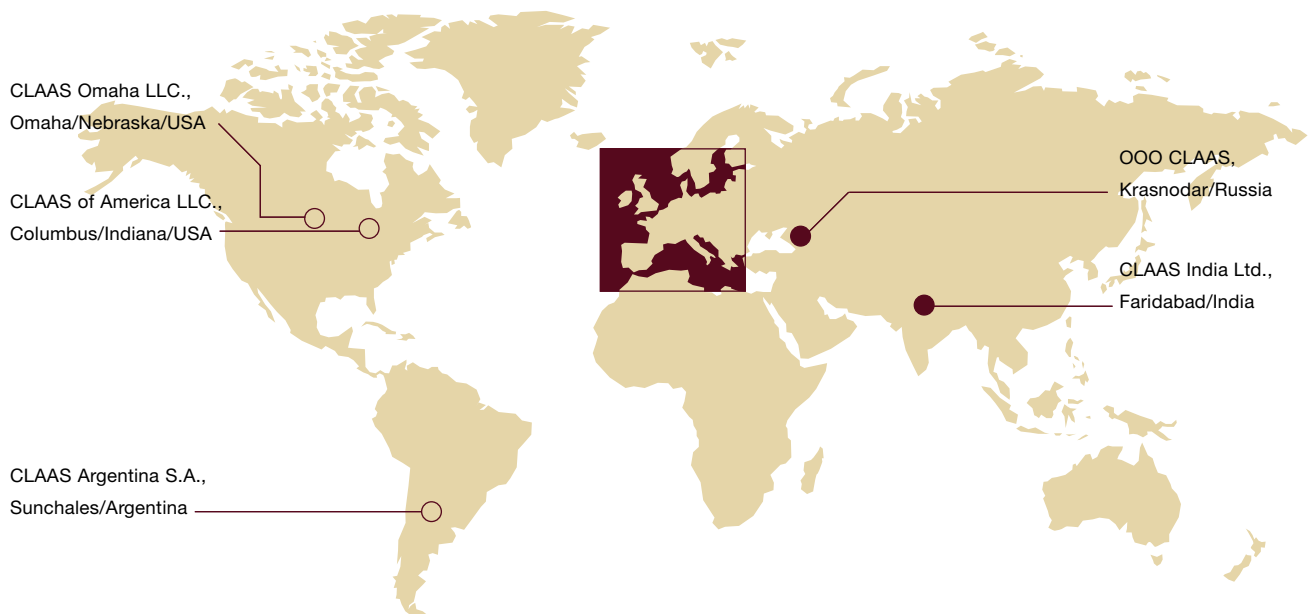 CLAAS Omaha LLC.,
Omaha/Nebraska/USA
CLAAS of America LLC.,
Columbus/Indiana/USA
CLAAS Argentina S.A.,
Sunchales/Argentina
OOO CLAAS,
Krasnodar/Russia
CLAAS India Ltd.,
Faridabad/India